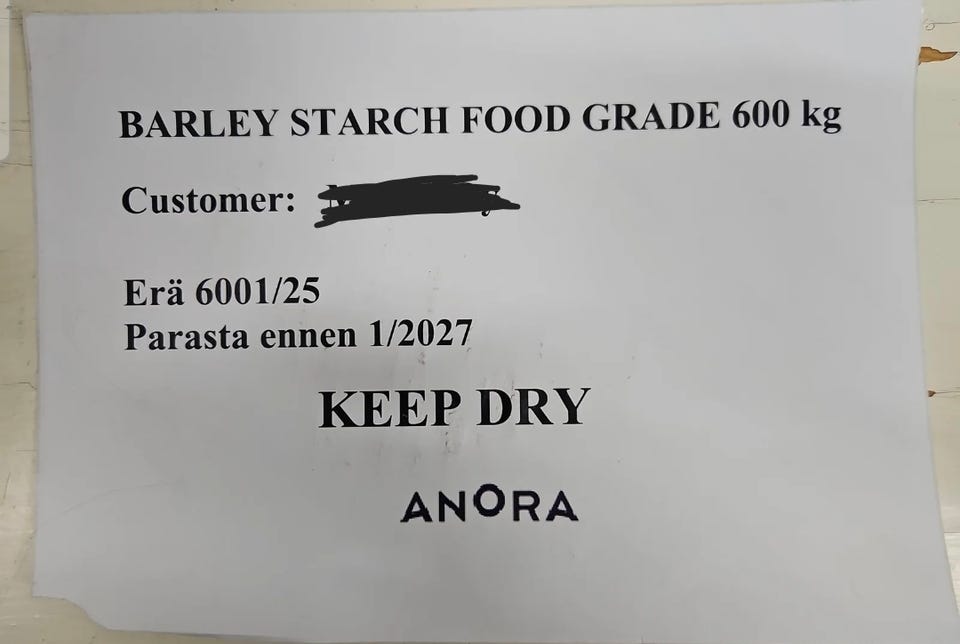 BARLEY STARCH FOOD GRADE 600 kg
Customer:
Erä 6001/25
Parasta ennen 1/2027
KEEP DRY
ANORA